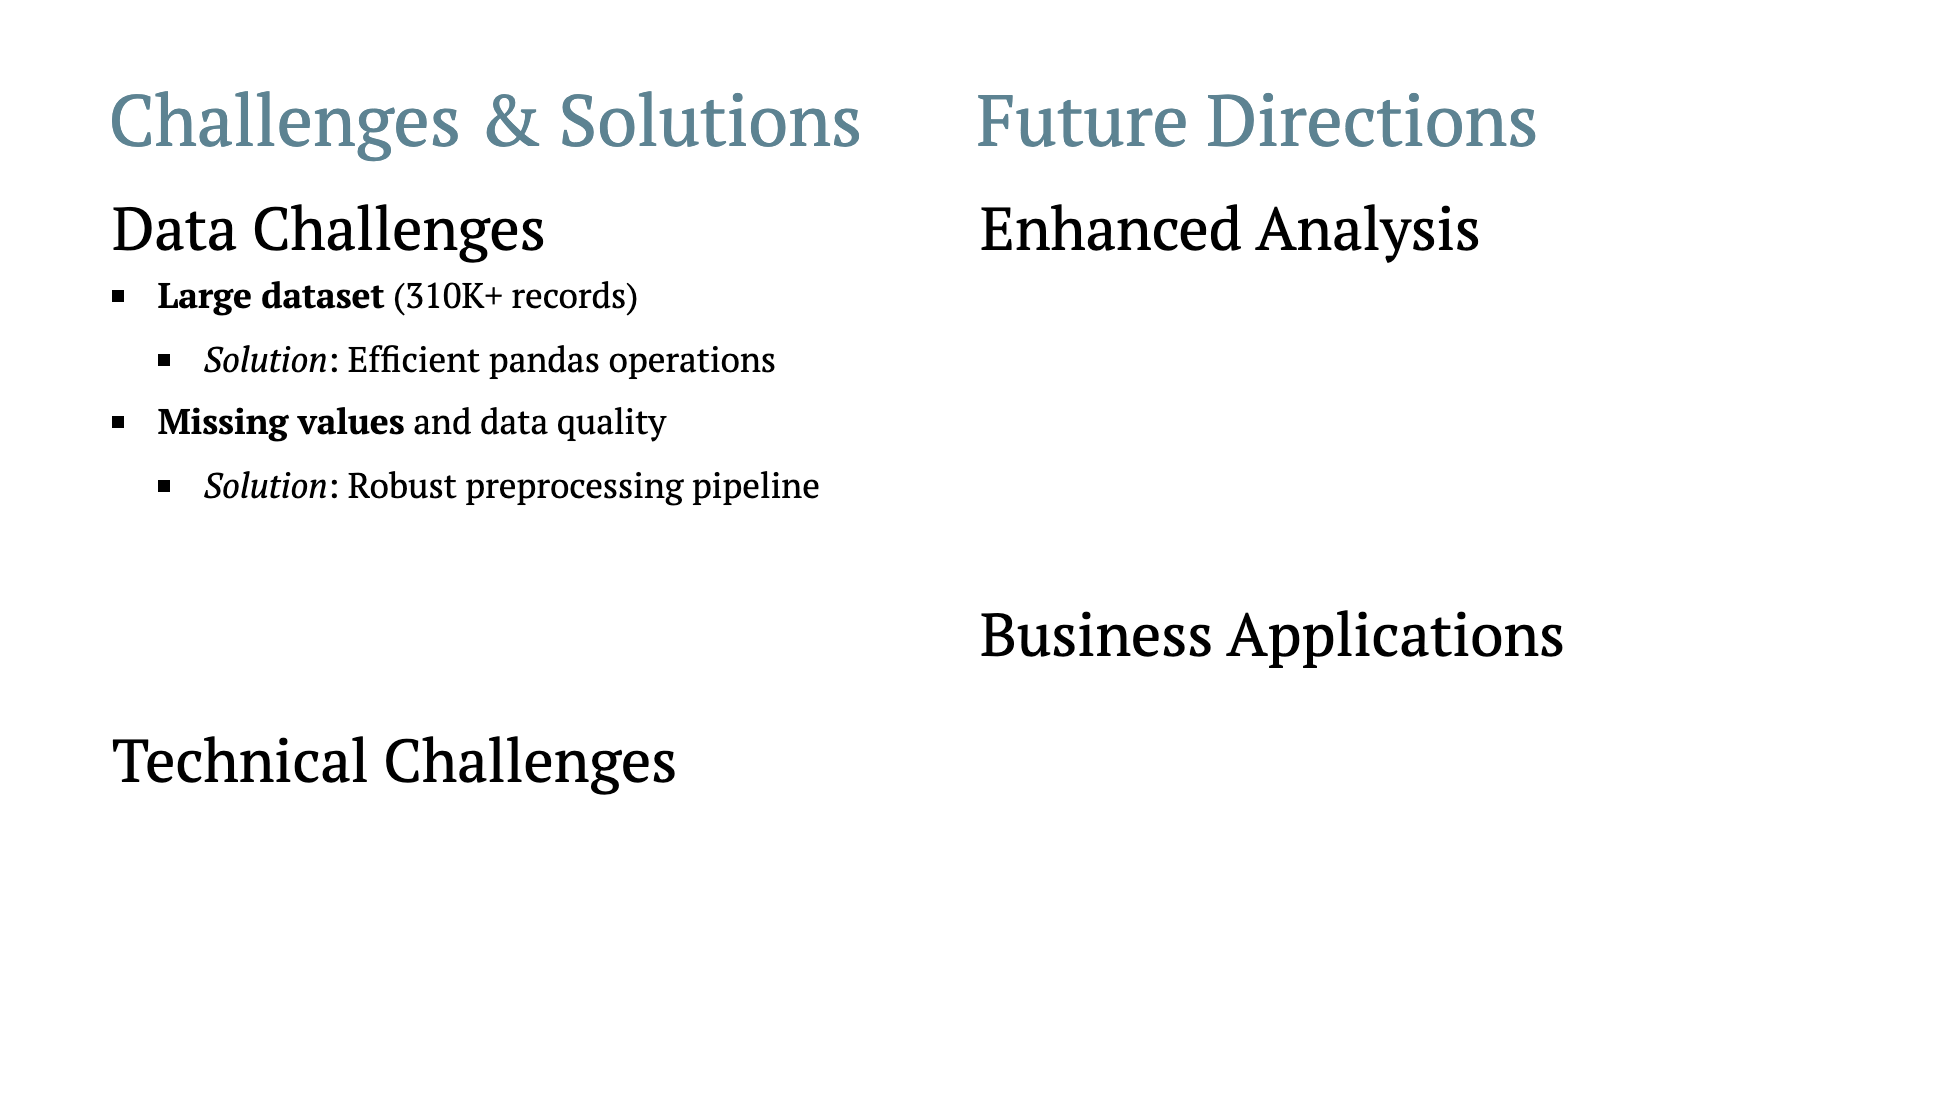 Challenges & Solutions
Data Challenges
Large dataset (310K+ records)
Solution: Efficient pandas operations
Missing values and data quality
Solution: Robust preprocessing pipeline
Technical Challenges
Future Directions
Enhanced Analysis
Business Applications